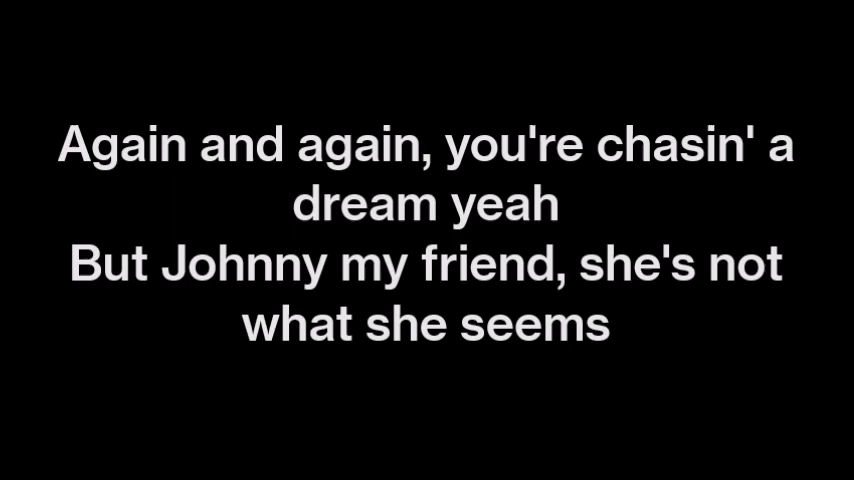 Again and again, you're chasin' a
dream yeah
But Johnny my friend, she's not
what she seems